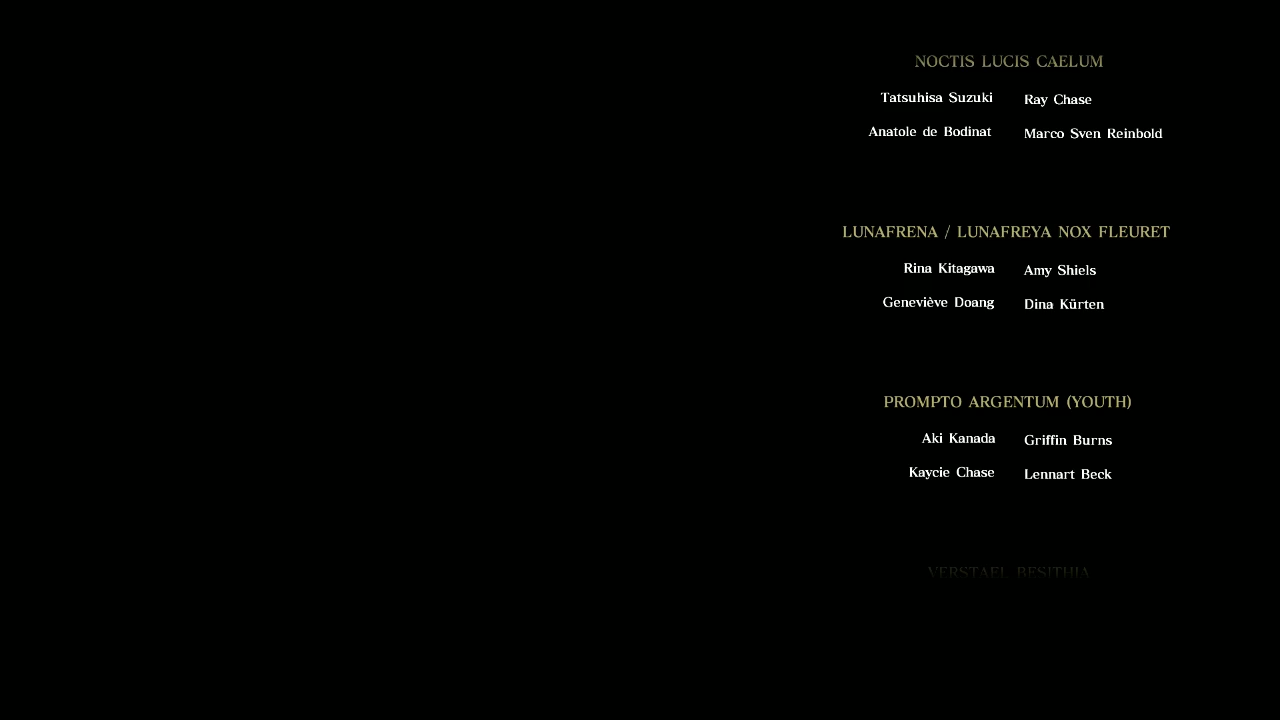 NOCTIS LUCIS CAELUM
Tatsuhisa Suzuki Ray Chase
Anatole de Bodinat Marco Sven Reinbold
LUNAFRENA / LUNAFREYA NOX FLEURET
Rina Kitagawa Amy Shiels
Geneviève Doang Dina Kürten
PROMPTO ARGENTUM (YOUTH)
Aki Kanada Griffin Burns
Kaycie Chase Lennart Beck
VERSTAEL BESITHIA